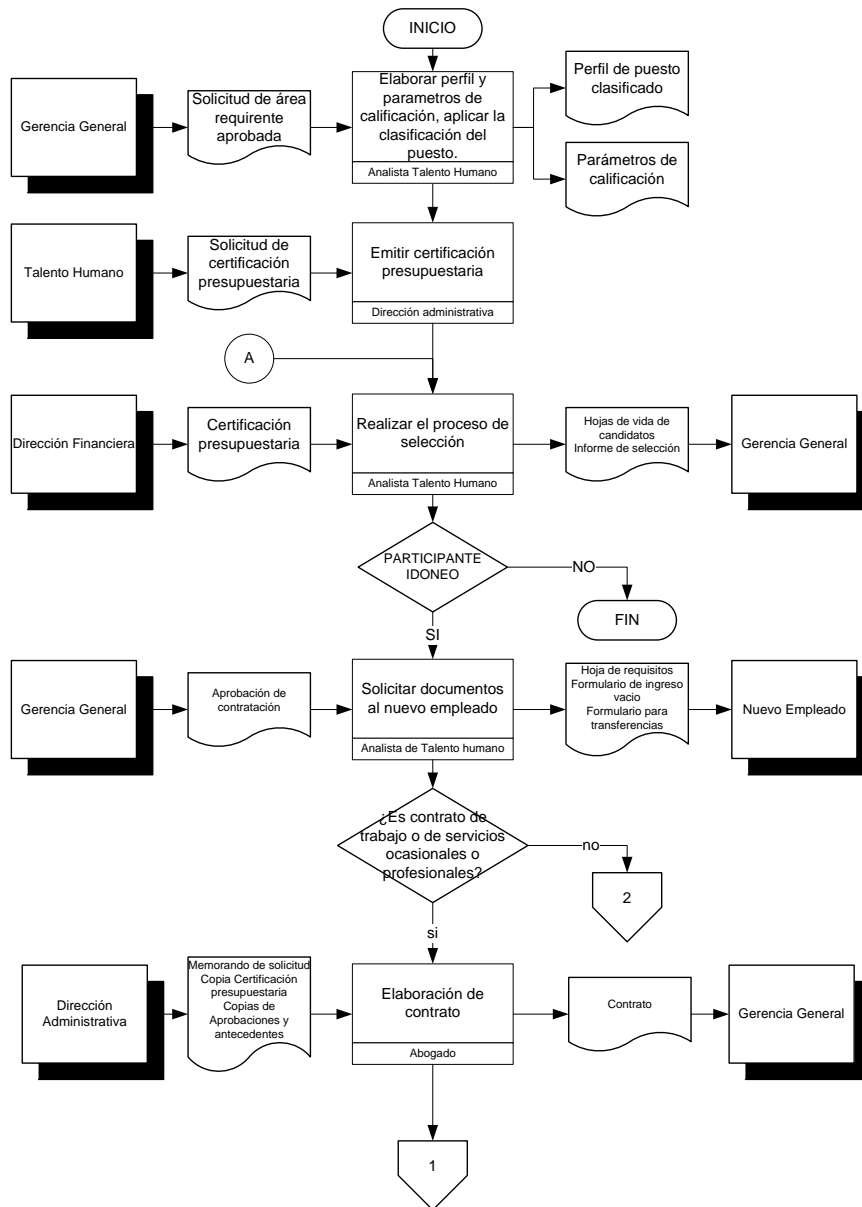 INICIO
Gerencia General
Solicitud de área
requirente
aprobada
Elaborar perfil y
parametros de
calificación, aplicar la
clasificación del
puesto.
Analista Talento Humano
Perfil de puesto
clasificado
Parámetros de
calificación
Talento Humano
Solicitud de
certificación
presupuestaria
Emitir certificación
presupuestaria
Dirección administrativa
A
Dirección Financiera
Certificación
presupuestaria
Realizar el proceso de
selección
Analista Talento Humano
Hojas de vida de
candidatos
Informe de selección
Gerencia General
PARTICIPANTE
IDONEO
NO
FIN
SI
Gerencia General
Aprobación de
contratación
Solicitar documentos
al nuevo empleado
Analista de Talento humano
Hoja de requisitos
Formulario de ingreso
vacio
Formulario para
transferencias
Nuevo Empleado
¿Es contrato de
trabajo o de servicios
ocasionales o
profesionales?
no
2
si
Dirección
Administrativa
Memorando de solicitud
Copia Certificación
presupuestaria
Copias de
Aprobaciones y
antecedentes
Elaboración de
contrato
Abogado
Contrato
Gerencia General
1